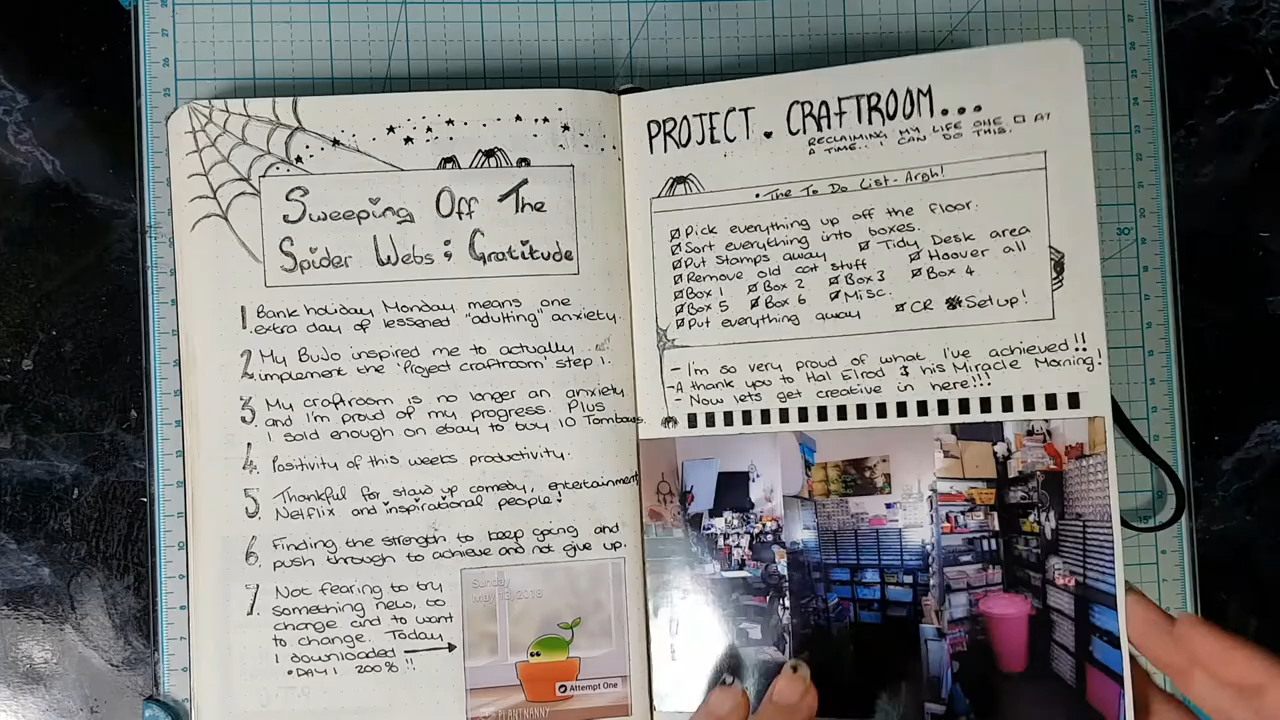 Sweeping Off The
Spider Webs & Gratitude
1. Bank holiday Monday means one
extra day of lessened "adulting" anxiety.
2. My BuJo inspired me to actually
implement the 'Project craftroom' step 1.
3. My craftroom is no longer an anxiety
and I'm proud of my progress. Plus
I sold enough on ebay to buy 10 Tombows.
4. Positivity of this weeks productivity.
5. Thankful for staw up comedy, entertainment
Netflix and inspirational people!
6. Finding the strength to keep going and
push through to achieve and not give up.
7. Not fearing to try
something new, to
change and to want
to change. Today
I downloaded
• DAY 1 200% !!
Sunday
May 13, 2018
Attempt One
PLANTNANNY
PROJECT. CRAFTROOM...
RECLAIMING MY LIFE ONE □ AT
A TIME.. I CAN DO THIS.
• The To Do List - Argh!
☑ Pick everything up off the floor.
☑ Sort everything into boxes.
☑ Put stamps away ☑ Tidy Desk area
☑ Remove old cat stuff ☑ Hoover all
☑ Box 1 ☑ Box 2 ☑ Box 3 ☑ Box 4.
☑ Box 5 ☑ Box 6 ☑ Misc.
☑ Put everything away ☑ CR Setup!
- I'm so very proud of what I've achieved!!
- A thank you to Hal Elrod & his Miracle Morning!
- Now lets get creative in here!!!